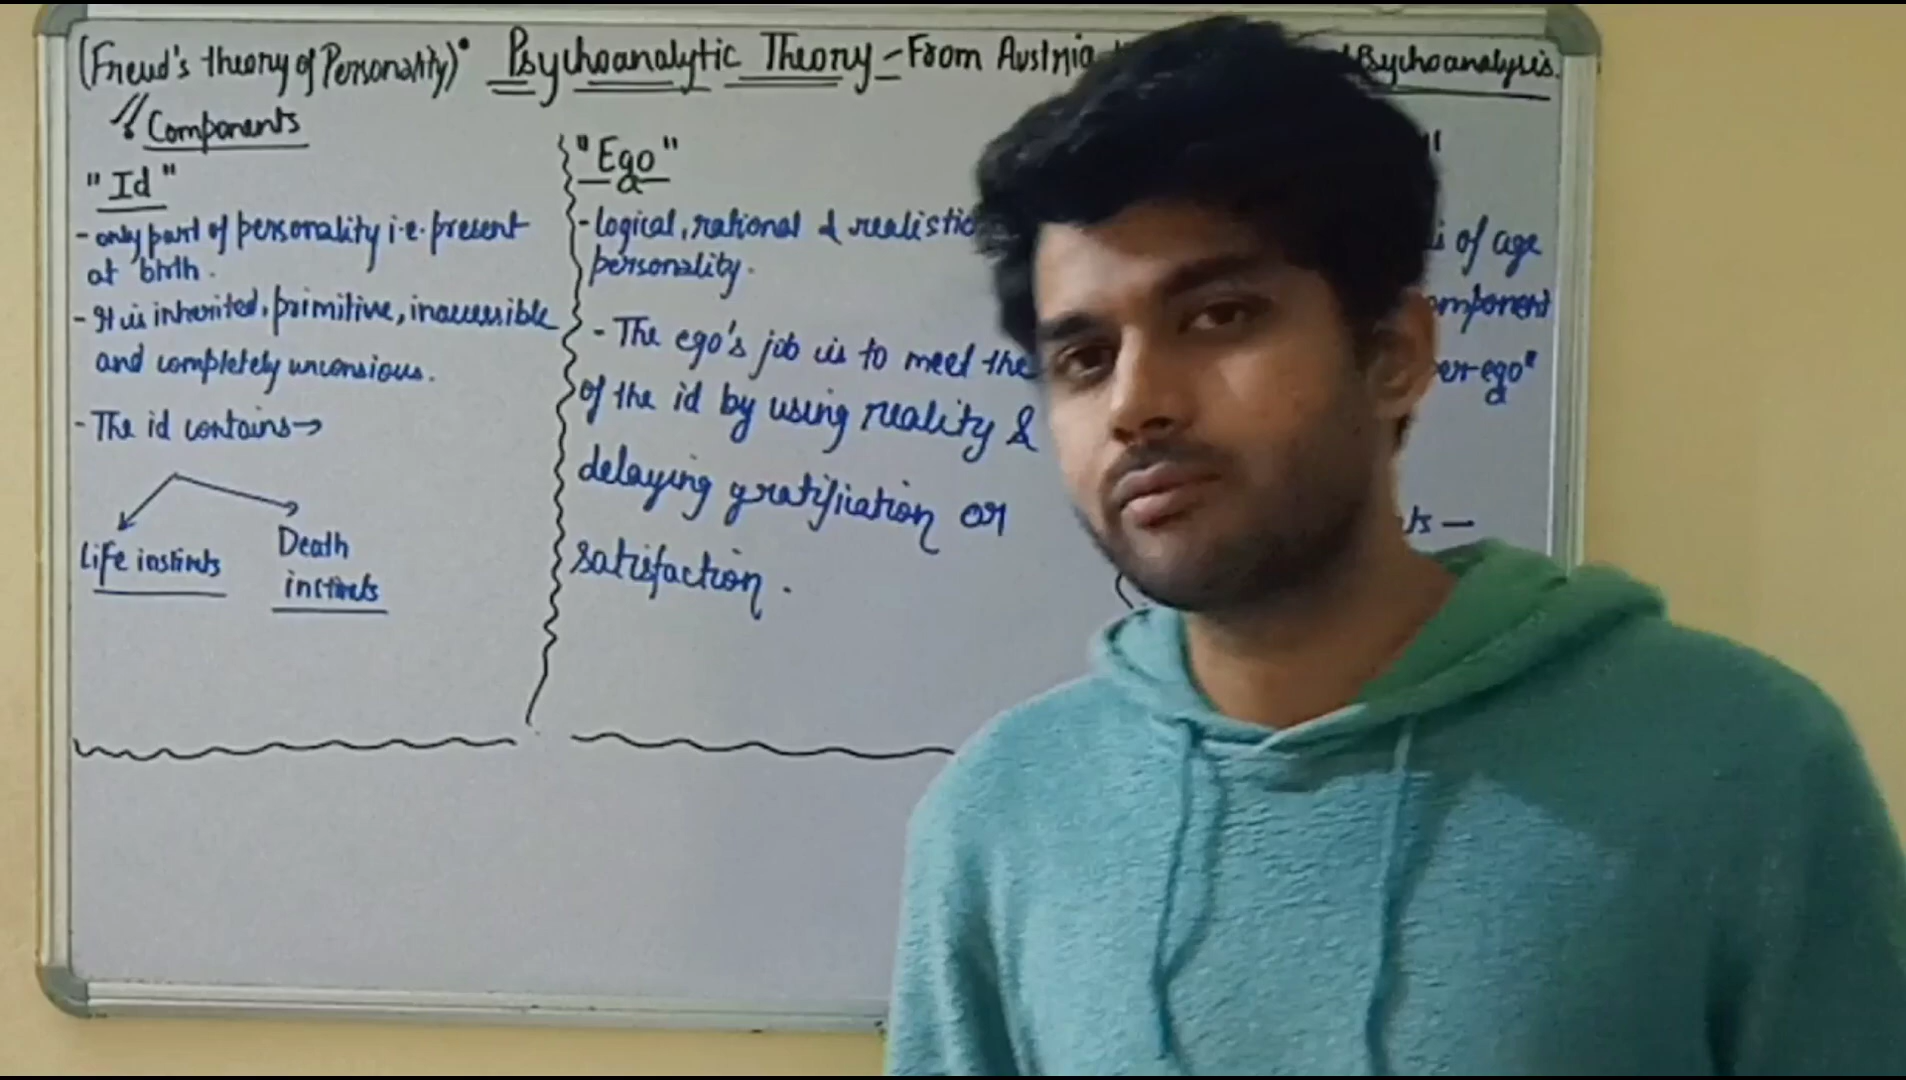 (Freud's theory of Personality)• Psychoanalytic Theory – From Austria Psychoanalysis.
Components
"Id"
- only part of personality i.e. present
at birth.
- It is inherited, primitive, inaccessible
and completely unconsious.
- The id contains→
Life instincts
Death
instincts
"Ego"
- logical, rational & realistic
personality.
- The ego's job is to meet the
of the id by using reality &
delaying gratification or
satisfaction.
"
of age
omponent
er-ego"
ts —